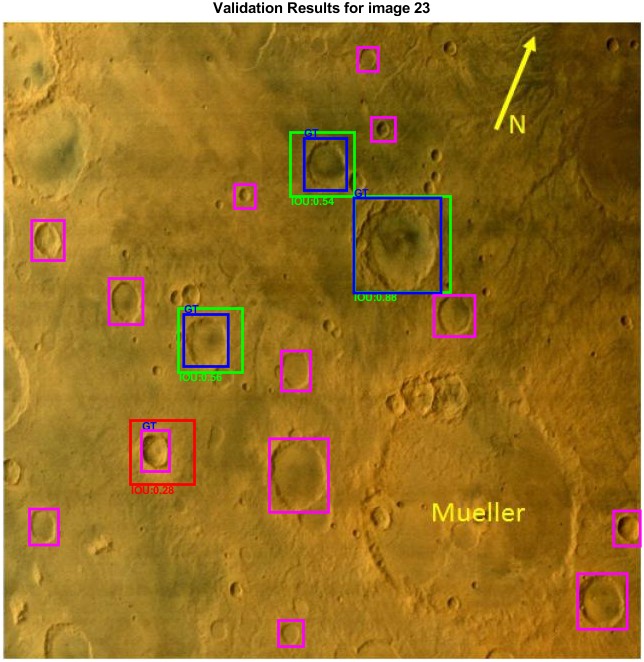 Validation Results for image 23
N
GT
IOU:0.54
GT
IOU:0.88
GT
IOU:0.56
GT
IOU:0.28
Mueller